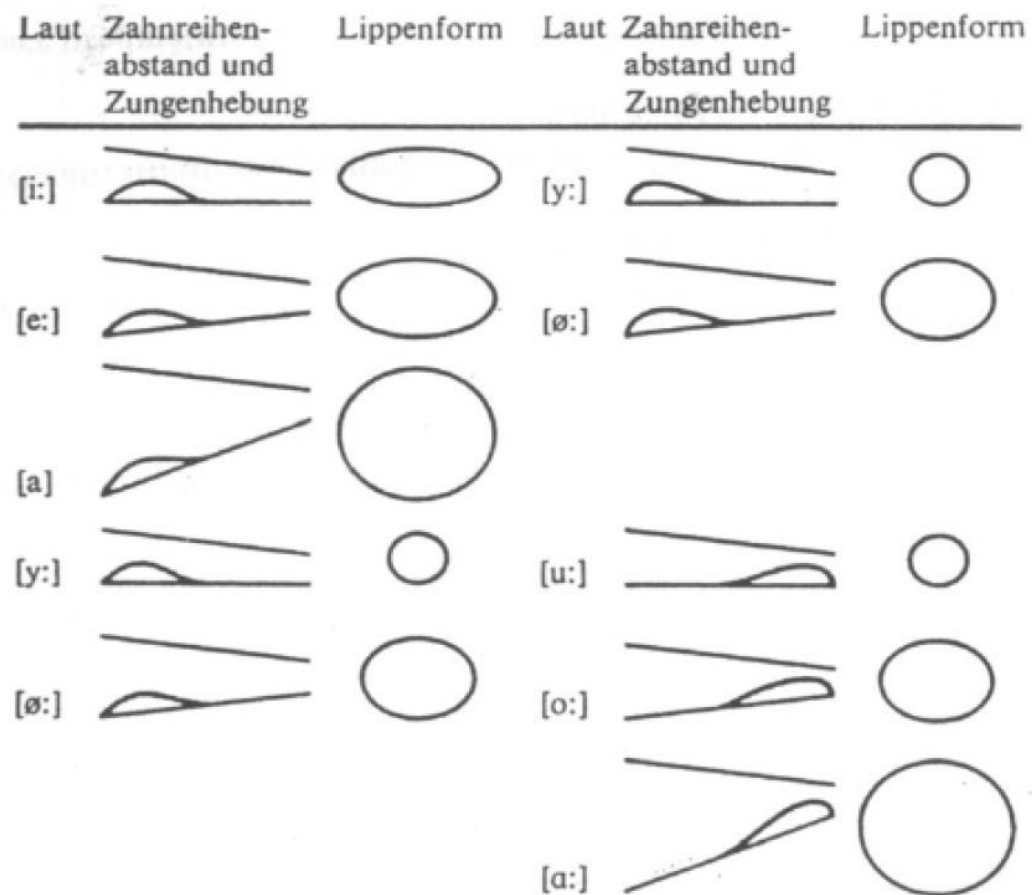 Laut Zahnreihen- Lippenform Laut Zahnreihen- Lippenform
abstand und abstand und
Zungenhebung Zungenhebung
[i:] [y:]
[e:] [ø:]
[a]
[y:] [u:]
[ø:] [o:]
[ɑ:]